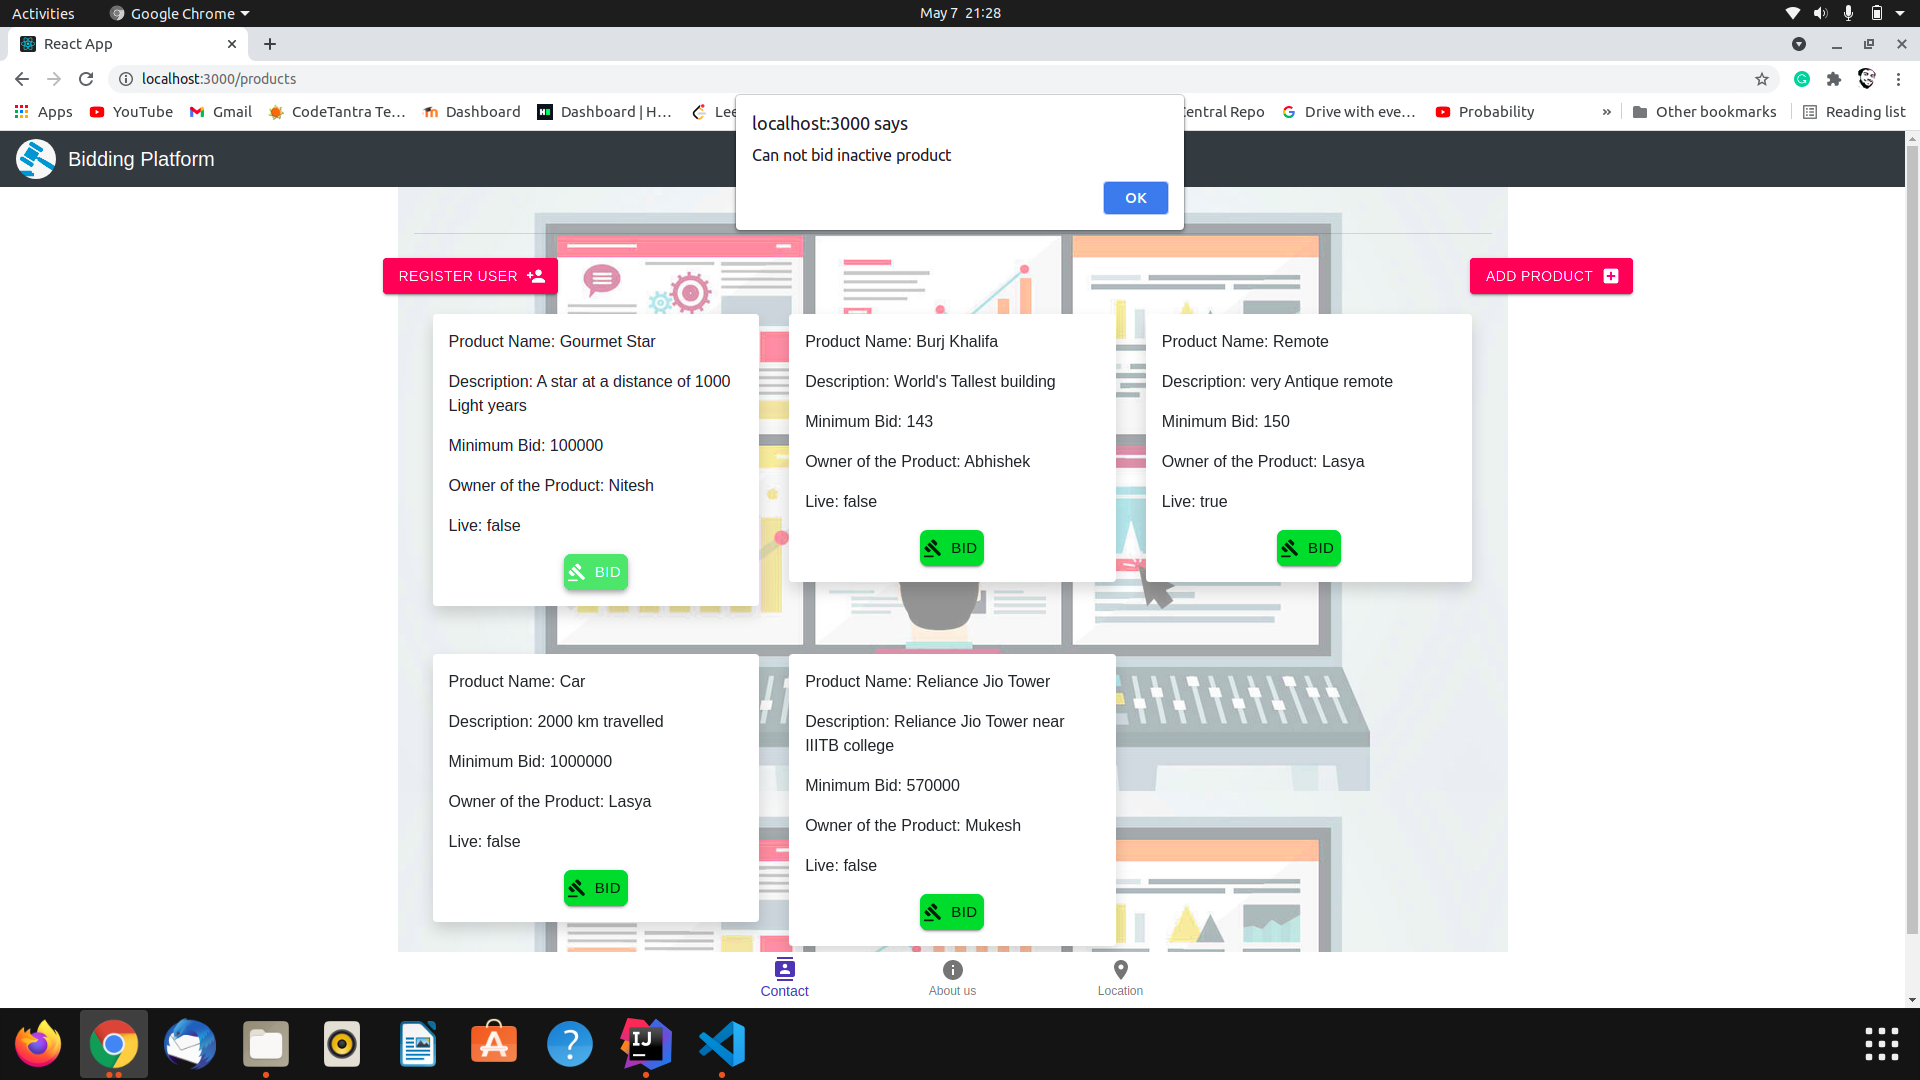 Activities
Google Chrome
May 7 21:28
React App
localhost:3000/products
Apps
YouTube
Gmail
CodeTantra Te…
Dashboard
Dashboard | H…
Lee
Central Repo
Drive with eve…
Probability
»
Other bookmarks
Reading list
localhost:3000 says
Can not bid inactive product
OK
Bidding Platform
REGISTER USER
ADD PRODUCT
Product Name: Gourmet Star
Description: A star at a distance of 1000
Light years
Minimum Bid: 100000
Owner of the Product: Nitesh
Live: false
BID
Product Name: Burj Khalifa
Description: World's Tallest building
Minimum Bid: 143
Owner of the Product: Abhishek
Live: false
BID
Product Name: Remote
Description: very Antique remote
Minimum Bid: 150
Owner of the Product: Lasya
Live: true
BID
Product Name: Car
Description: 2000 km travelled
Minimum Bid: 1000000
Owner of the Product: Lasya
Live: false
BID
Product Name: Reliance Jio Tower
Description: Reliance Jio Tower near
IIITB college
Minimum Bid: 570000
Owner of the Product: Mukesh
Live: false
BID
Contact
About us
Location
IJ